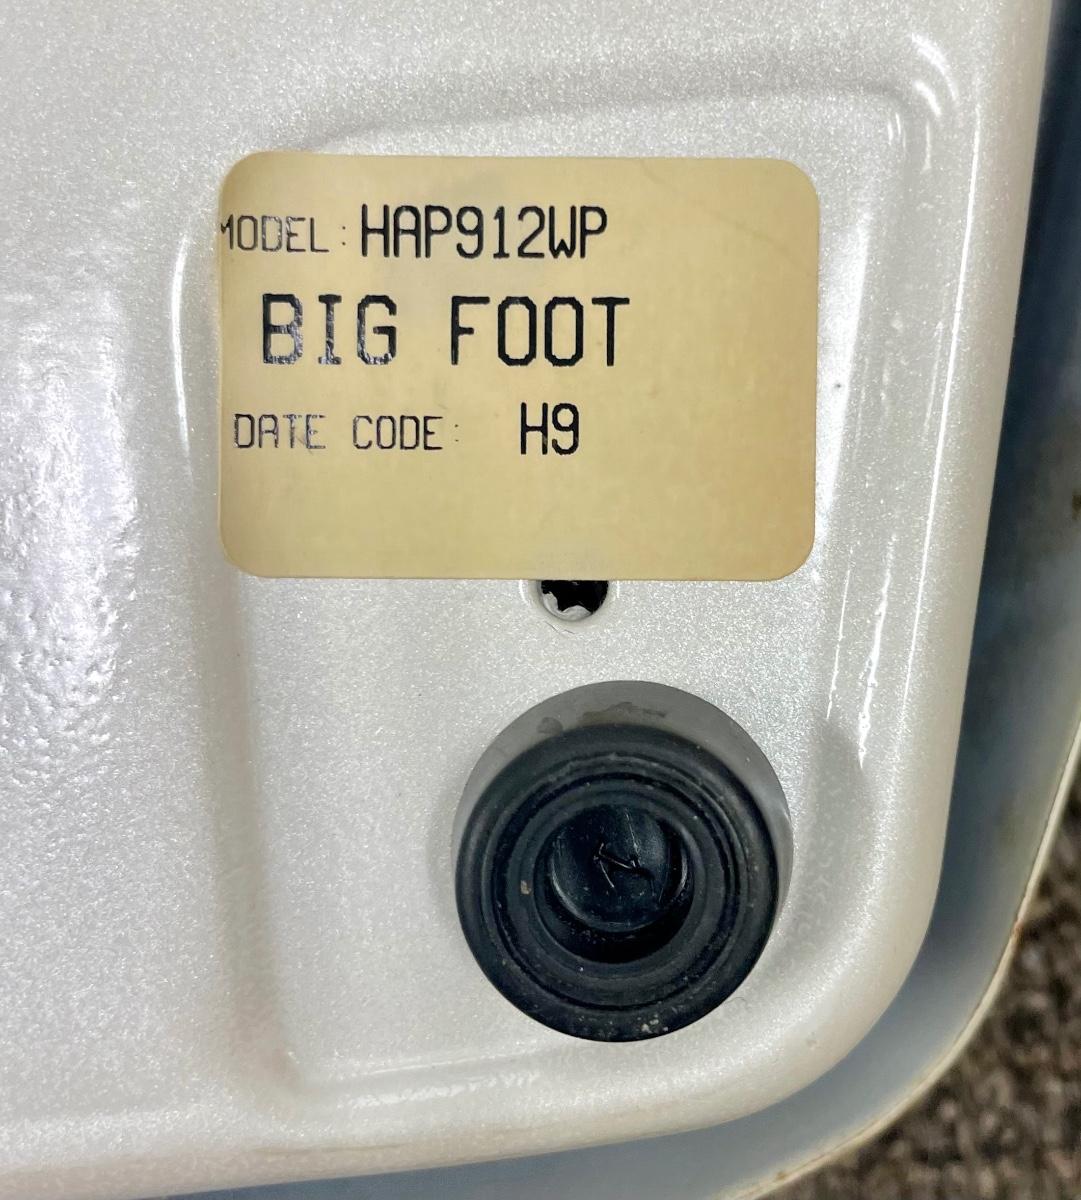 MODEL: HAP912WP
BIG FOOT
DATE CODE: H9